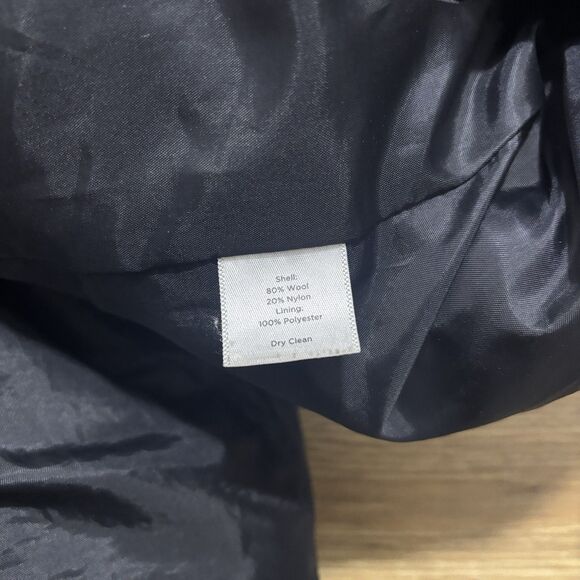 Shell:
80% Wool
20% Nylon
Lining:
100% Polyester
Dry Clean